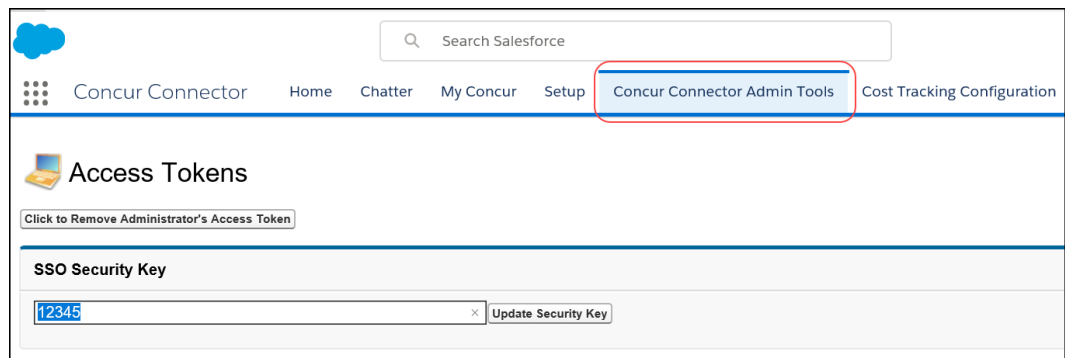 Search Salesforce
Concur Connector Home Chatter My Concur Setup Concur Connector Admin Tools Cost Tracking Configuration
Access Tokens
Click to Remove Administrator's Access Token
SSO Security Key
12345 × Update Security Key